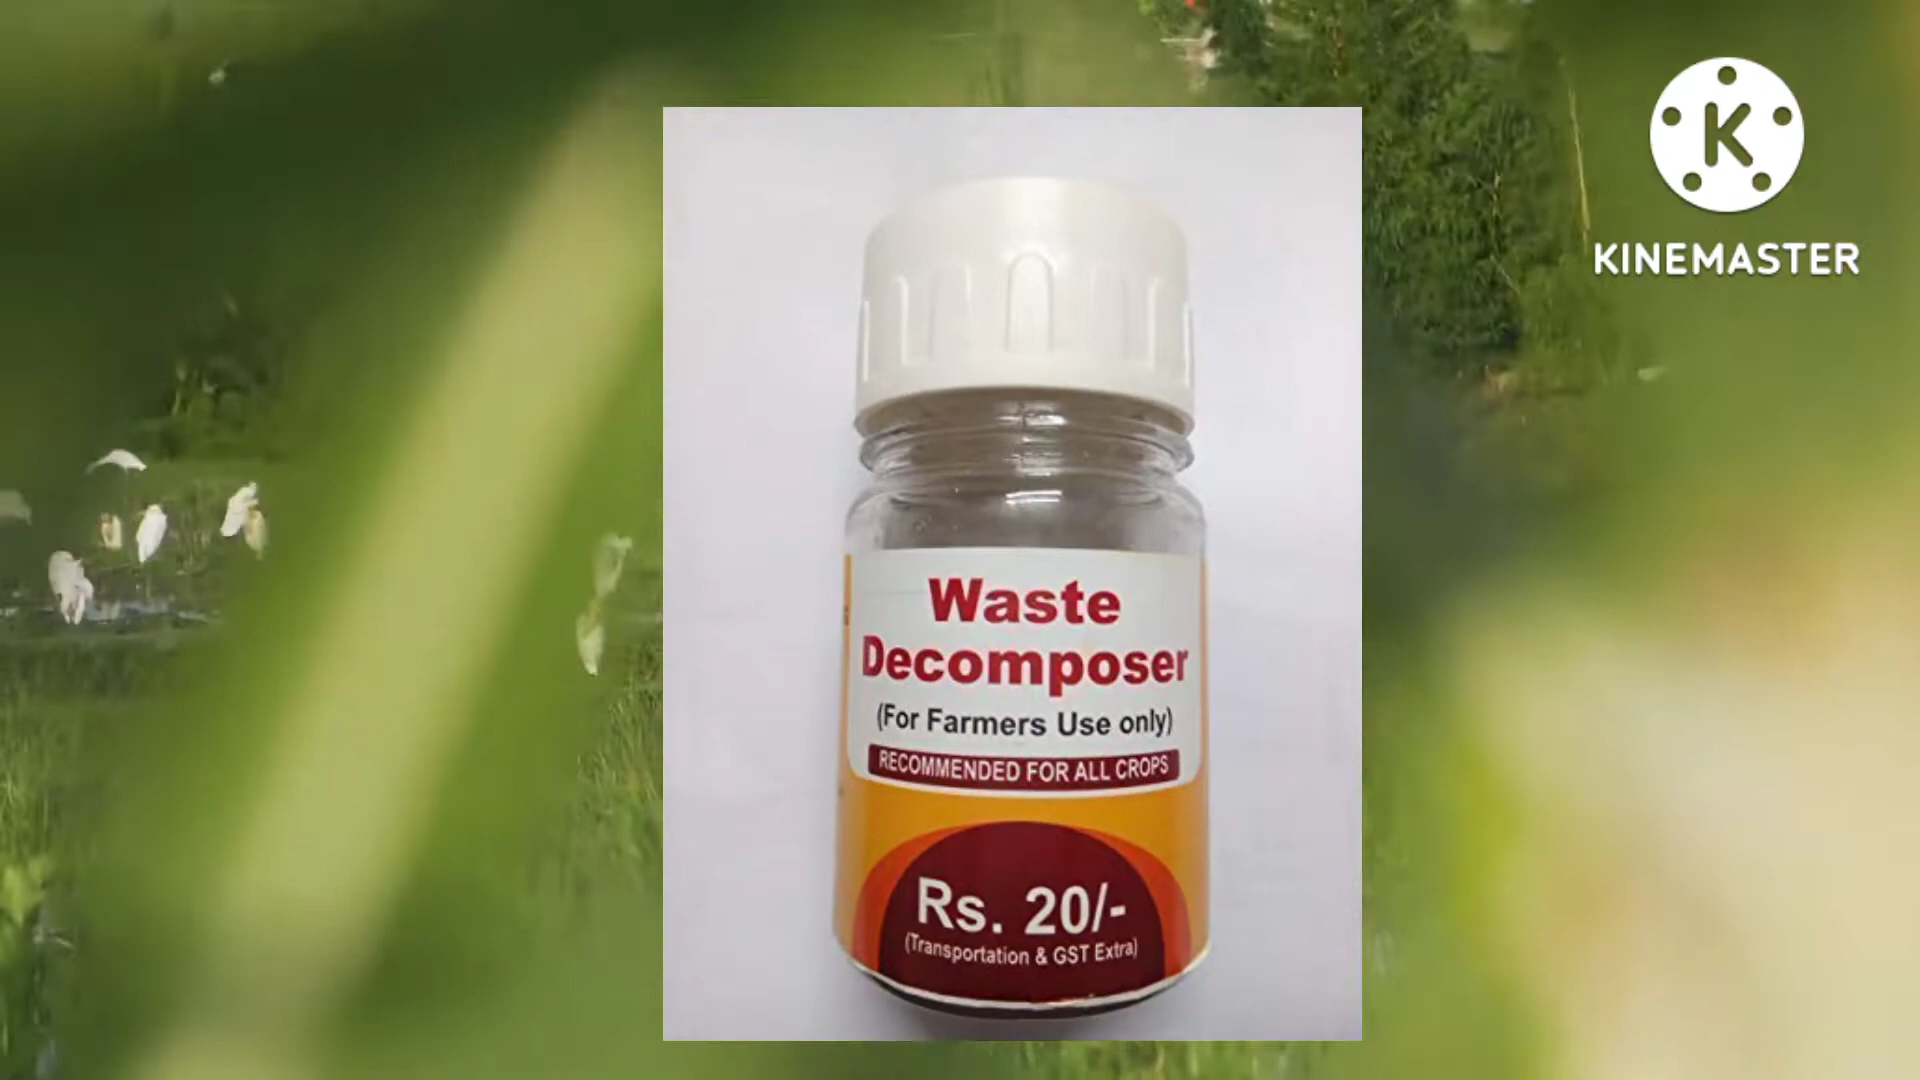 K
KINEMASTER
Waste
Decomposer
(For Farmers Use only)
RECOMMENDED FOR ALL CROPS
Rs. 20/-
(Transportation & GST Extra)